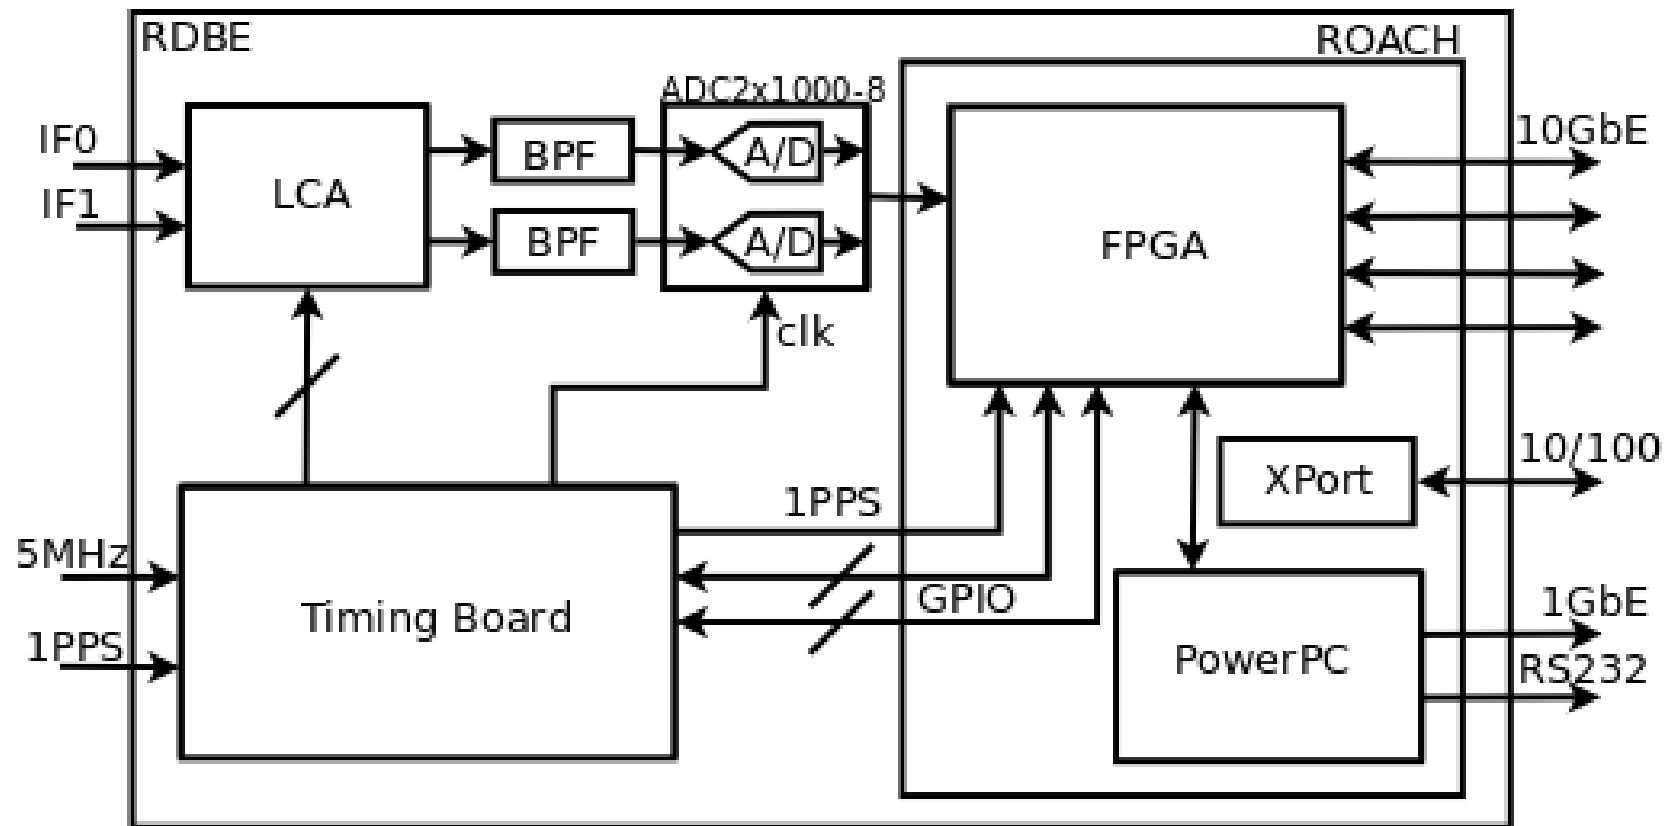 RDBE
ROACH
ADC2x1000-8
IF0
IF1
LCA
BPF
BPF
A/D
A/D
FPGA
10GbE
clk
10/100
XPort
1PPS
5MHz
GPIO
Timing Board
1PPS
1GbE
PowerPC
RS232